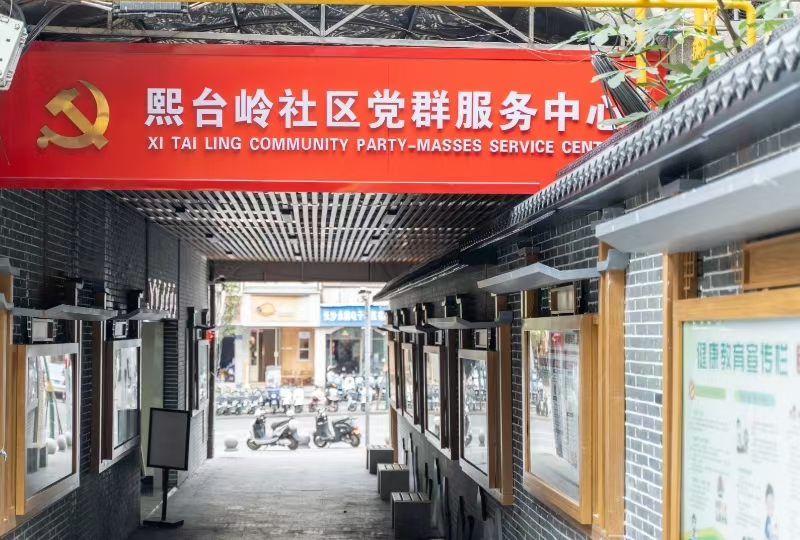 熙台岭社区党群服务中心
XI TAI LING COMMUNITY PARTY-MASSES SERVICE CENT
健康教育宣传栏